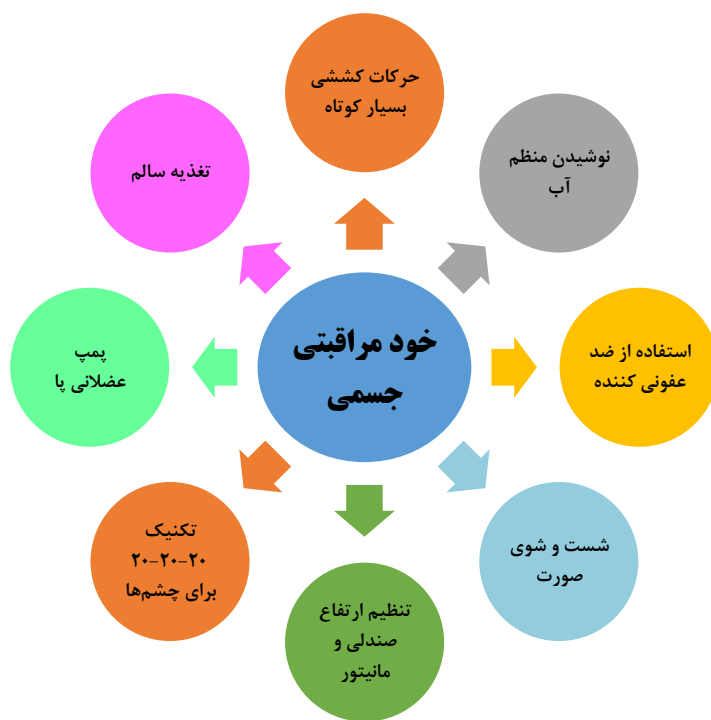 خود مراقبتی
جسمی
حرکات کششی
بسیار کوتاه
نوشیدن منظم
آب
استفاده از ضد
عفونی کننده
شست و شوی
صورت
تنظیم ارتفاع
صندلی و
مانیتور
تکنیک
۲۰-۲۰-۲۰
برای چشم‌ها
پمپ
عضلانی پا
تغذیه سالم